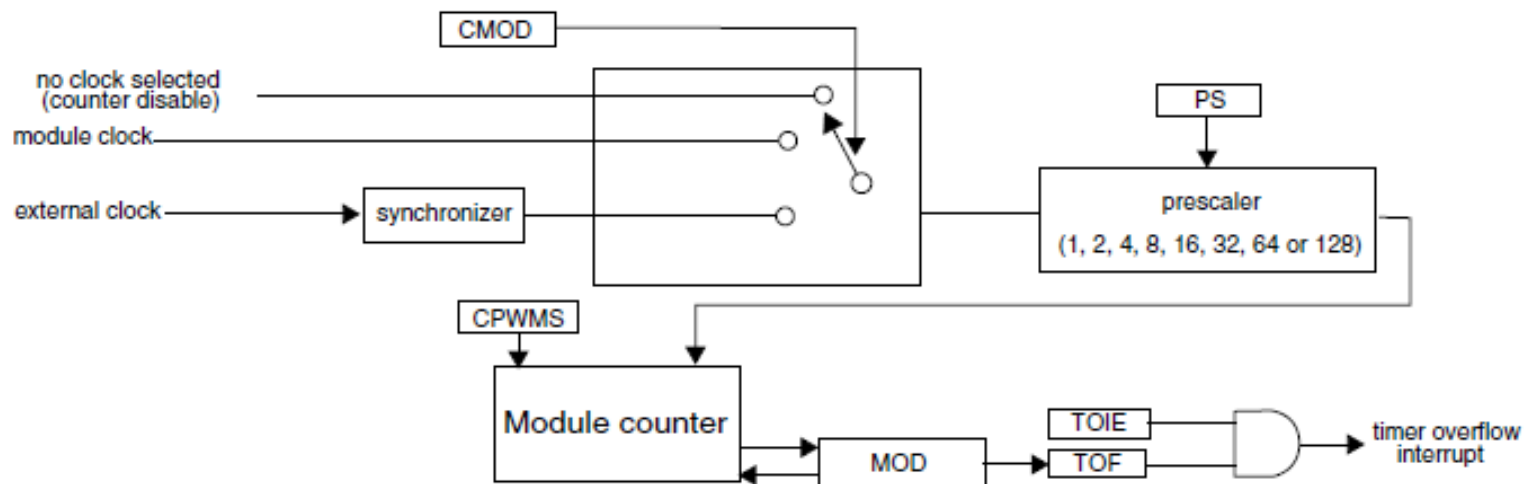 CMOD
no clock selected
(counter disable)
module clock
external clock
synchronizer
PS
prescaler
(1, 2, 4, 8, 16, 32, 64 or 128)
CPWMS
Module counter
MOD
TOIE
TOF
timer overflow
interrupt